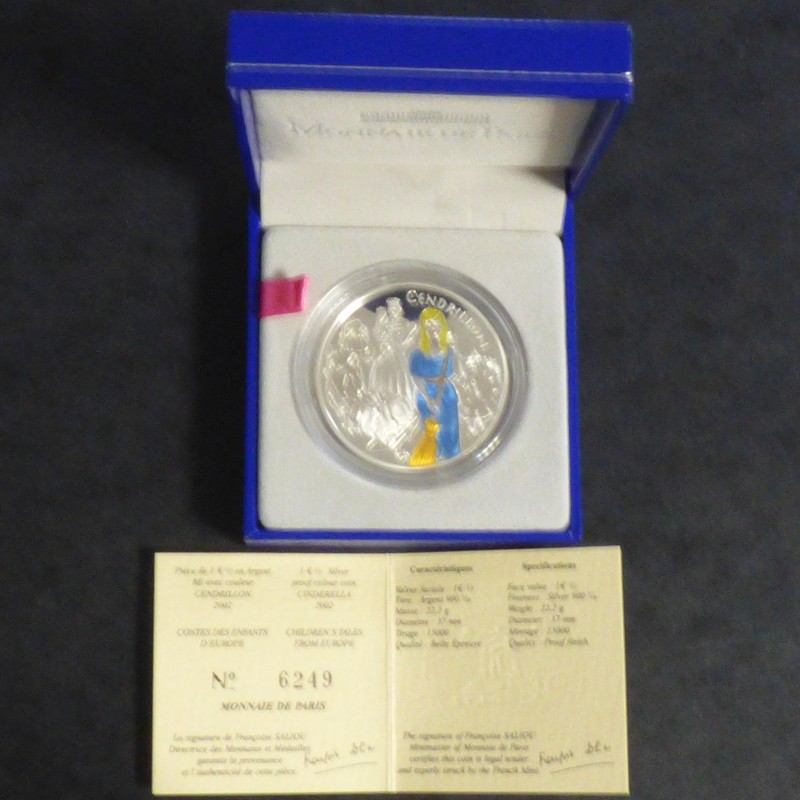 MONNAIE DE PARIS
CENDRILLON
Pièce de 1 € ½ en Argent
BE avec couleur
CENDRILLON
2002
CONTES DES ENFANTS
D'EUROPE
1 € ½ Silver
proof colour coin
CINDERELLA
2002
CHILDREN'S TALES
FROM EUROPE
Nº 6249
MONNAIE DE PARIS
La signature de Françoise SALIOU
Directrice des Monnaies et Médailles
garantit la provenance
et l'authenticité de cette pièce.
Caractéristiques
Valeur faciale : 1 € ½
Titre : Argent 900 ‰
Masse : 22,2 g
Diamètre : 37 mm
Tirage : 15000
Qualité : Belle Épreuve
Specifications
Face value : 1 € ½
Fineness : Silver 900 ‰
Weight : 22,2 g
Diameter : 37 mm
Mintage : 15000
Quality : Proof finish
The signature of Françoise SALIOU
Mintmaster of Monnaie de Paris
certifies this coin is legal tender
and expertly struck by the French Mint.